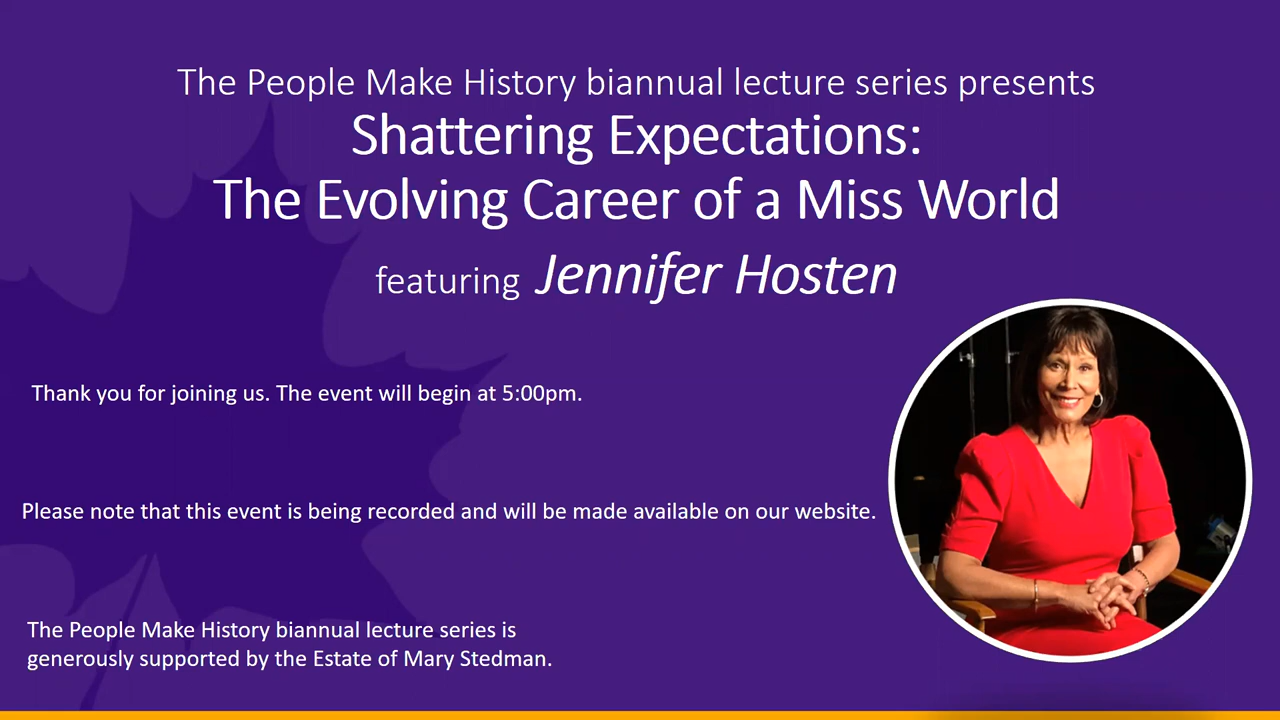 The People Make History biannual lecture series presents
Shattering Expectations:
The Evolving Career of a Miss World
featuring Jennifer Hosten
Thank you for joining us. The event will begin at 5:00pm.
Please note that this event is being recorded and will be made available on our website.
The People Make History biannual lecture series is
generously supported by the Estate of Mary Stedman.